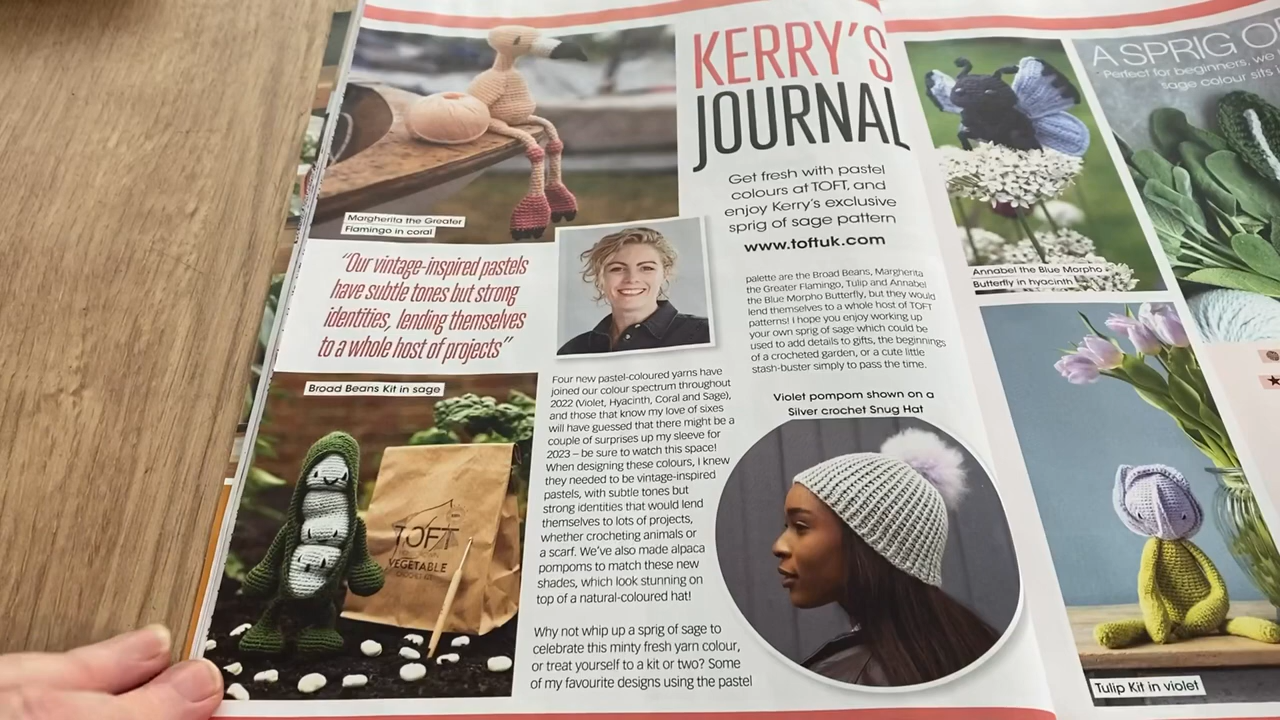 KERRY'S
JOURNAL
Get fresh with pastel
colours at TOFT, and
enjoy Kerry's exclusive
sprig of sage pattern
www.toftuk.com
Margherita the Greater
Flamingo in coral
"Our vintage-inspired pastels
have subtle tones but strong
identities, lending themselves
to a whole host of projects"
Broad Beans Kit in sage
TOFT
VEGETABLE
Four new pastel-coloured yarns have
joined our colour spectrum throughout
2022 (Violet, Hyacinth, Coral and Sage),
and those that know my love of sixes
will have guessed that there might be a
couple of surprises up my sleeve for
2023 – be sure to watch this space!
When designing these colours, I knew
they needed to be vintage-inspired
pastels, with subtle tones but
strong identities that would lend
themselves to lots of projects,
whether crocheting animals or
a scarf. We've also made alpaca
pompoms to match these new
shades, which look stunning on
top of a natural-coloured hat!
Why not whip up a sprig of sage to
celebrate this minty fresh yarn colour,
or treat yourself to a kit or two? Some
of my favourite designs using the pastel
palette are the Broad Beans, Margherita
the Greater Flamingo, Tulip and Annabel
the Blue Morpho Butterfly, but they would
lend themselves to a whole host of TOFT
patterns! I hope you enjoy working up
your own sprig of sage which could be
used to add details to gifts, the beginnings
of a crocheted garden, or a cute little
stash-buster simply to pass the time.
Violet pompom shown on a
Silver crochet Snug Hat
Annabel the Blue Morpho
Butterfly in hyacinth
Tulip Kit in violet
A SPRIG
Perfect for beginners, we
sage colour sits